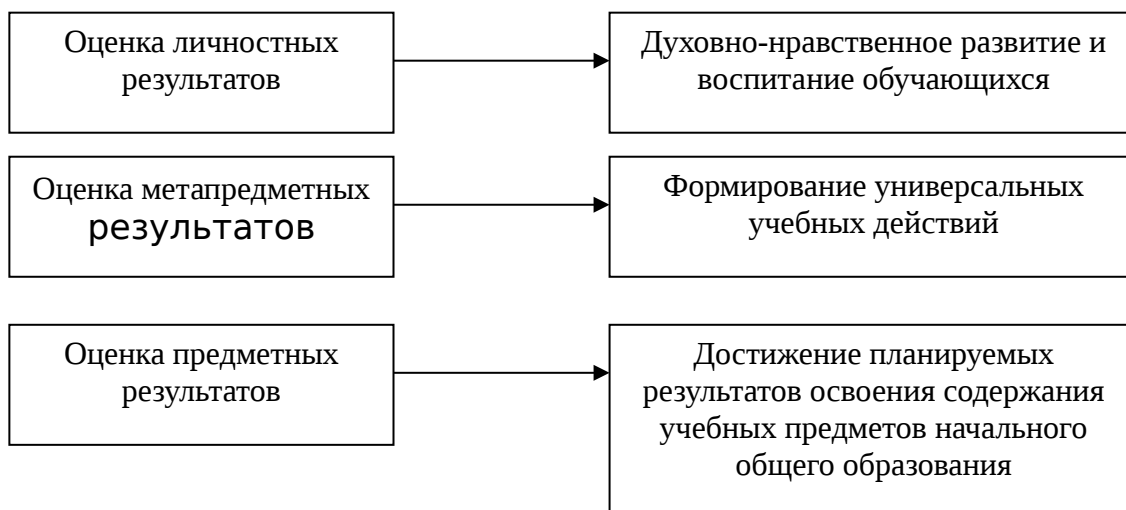 Оценка личностных
результатов
Духовно-нравственное развитие и
воспитание обучающихся
Оценка метапредметных
результатов
Формирование универсальных
учебных действий
Оценка предметных
результатов
Достижение планируемых
результатов освоения содержания
учебных предметов начального
общего образования